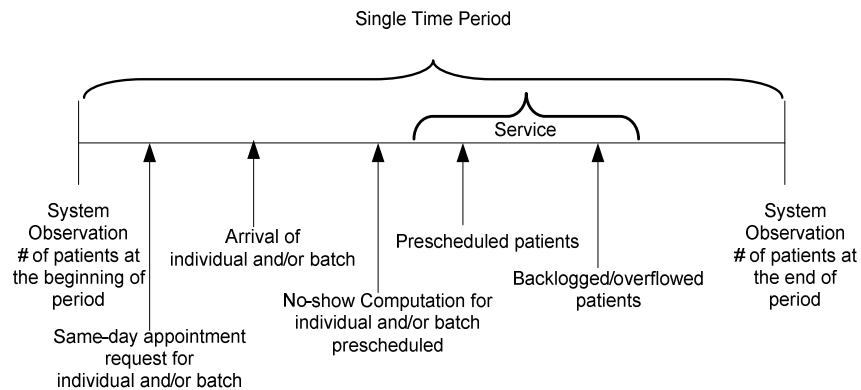 Single Time Period
Service
System
Observation
# of patients at
the beginning of
period
Same-day appointment
request for
individual and/or batch
Arrival of
individual and/or batch
No-show Computation for
individual and/or batch
prescheduled
Prescheduled patients
Backlogged/overflowed
patients
System
Observation
# of patients at
the end of
period